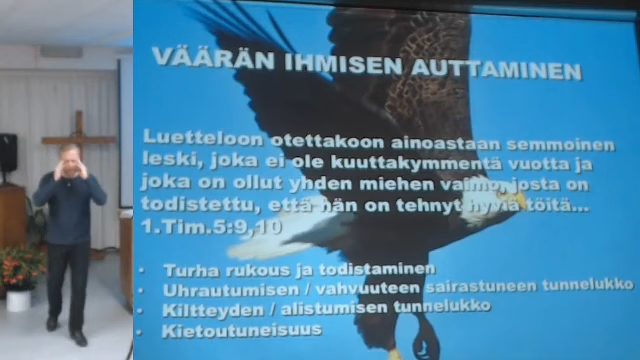 VÄÄRÄN IHMISEN AUTTAMINEN
Luetteloon otettakoon ainoastaan semmoinen
leski, joka ei ole kuuttakymmentä vuotta ja
joka on ollut yhden miehen vaimo, josta on
todistettu, että hän on tehnyt hyviä töitä...
1.Tim.5:9,10
• Turha rukous ja todistaminen
• Uhrautumisen / vahvuuteen sairastuneen tunnelukko
• Kiltteyden / alistumisen tunnelukko
• Kietoutuneisuus